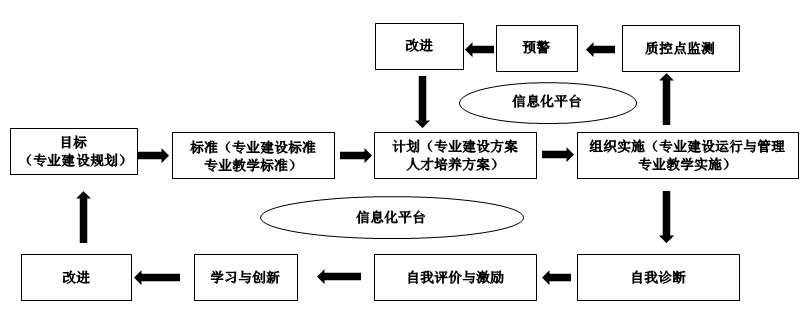 改进
预警
质控点监测
信息化平台
目标
（专业建设规划）
标准（专业建设标准
专业教学标准）
计划（专业建设方案
人才培养方案）
组织实施（专业建设运行与管理
专业教学实施）
信息化平台
改进
学习与创新
自我评价与激励
自我诊断